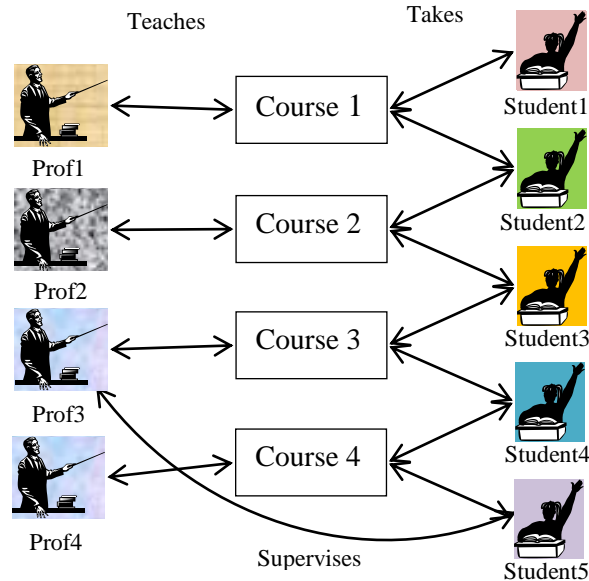 Teaches
Takes
Prof1
Course 1
Student1
Prof2
Course 2
Student2
Prof3
Course 3
Student3
Prof4
Course 4
Student4
Supervises
Student5